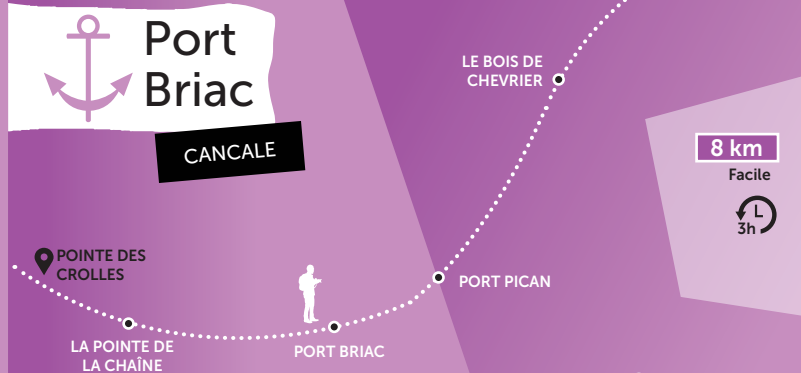 Port
Briac
CANCALE
LE BOIS DE
CHEVRIER
8 km
Facile
3h
POINTE DES
CROLLES
PORT PICAN
LA POINTE DE
LA CHAÎNE
PORT BRIAC